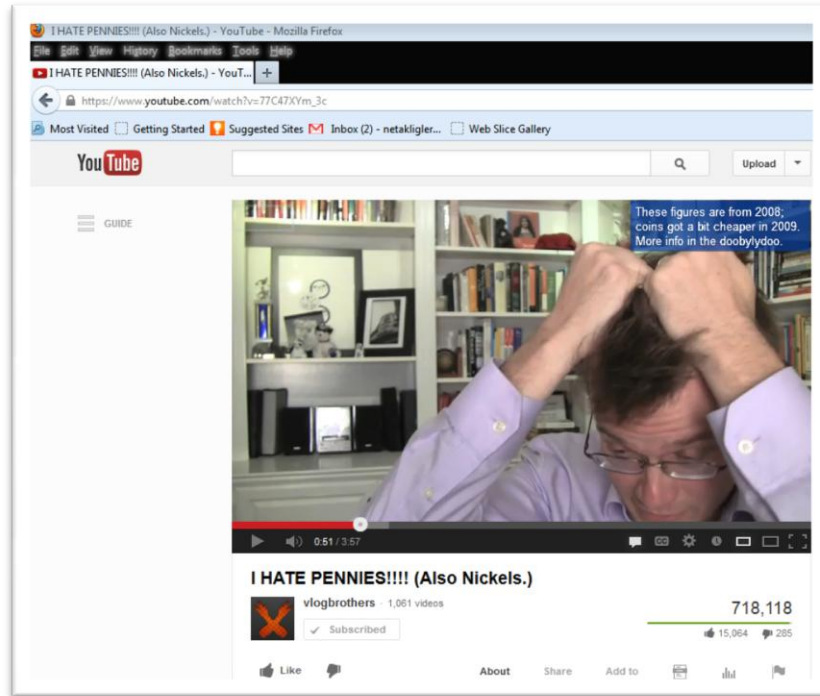 I HATE PENNIES!!!! (Also Nickels.) - YouTube - Mozilla Firefox
File Edit View History Bookmarks Tools Help
I HATE PENNIES!!!! (Also Nickels.) - YouT... +
https://www.youtube.com/watch?v=77C47XYm_3c
Most Visited Getting Started Suggested Sites Inbox (2) - netakligler... Web Slice Gallery
YouTube Upload
GUIDE
These figures are from 2008;
coins got a bit cheaper in 2009.
More info in the doobylydoo.
0:51 / 3:57 CC
I HATE PENNIES!!!! (Also Nickels.)
vlogbrothers · 1,061 videos
718,118
Subscribed
15,064 285
Like About Share Add to